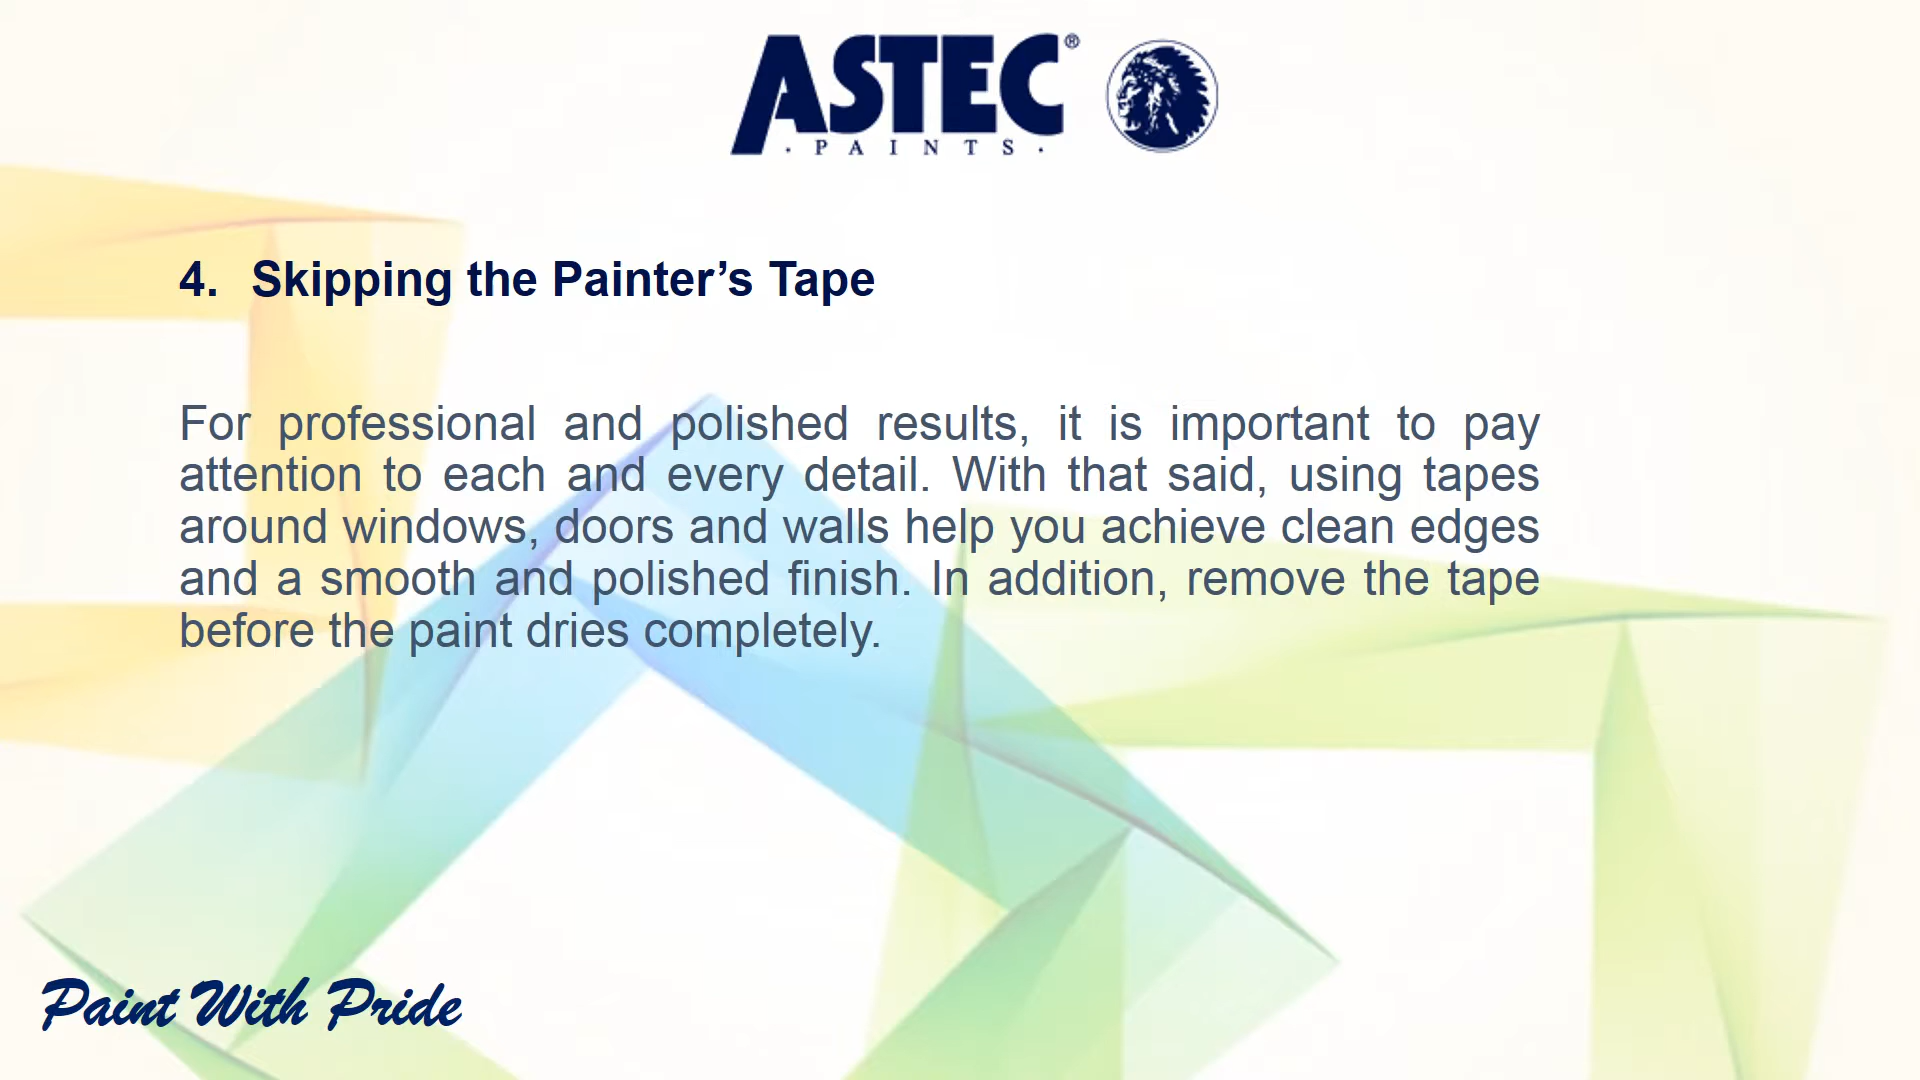 ASTEC®
· PAINTS ·
4. Skipping the Painter’s Tape
For professional and polished results, it is important to pay
attention to each and every detail. With that said, using tapes
around windows, doors and walls help you achieve clean edges
and a smooth and polished finish. In addition, remove the tape
before the paint dries completely.
Paint With Pride